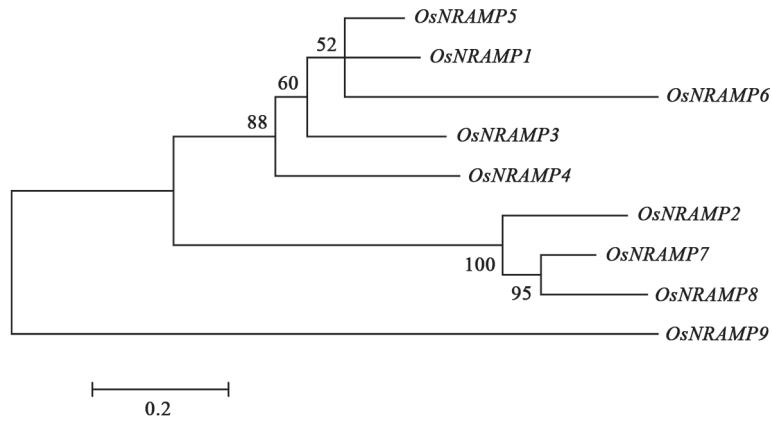 OsNRAMP5
52
OsNRAMP1
60
OsNRAMP6
88
OsNRAMP3
OsNRAMP4
OsNRAMP2
100
OsNRAMP7
95
OsNRAMP8
OsNRAMP9
0.2